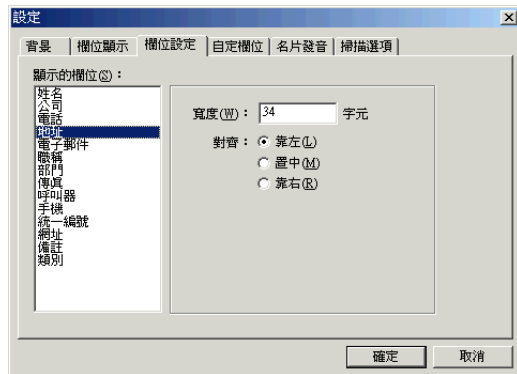 設定
背景 欄位顯示 欄位設定 自定欄位 名片發音 掃描選項
顯示的欄位(S)：
姓名
公司
電話
地址
電子郵件
職稱
部門
傳真
呼叫器
手機
統一編號
網址
備註
類別
寬度(W)： 34 字元
對齊： 靠左(L)
置中(M)
靠右(R)
確定 取消